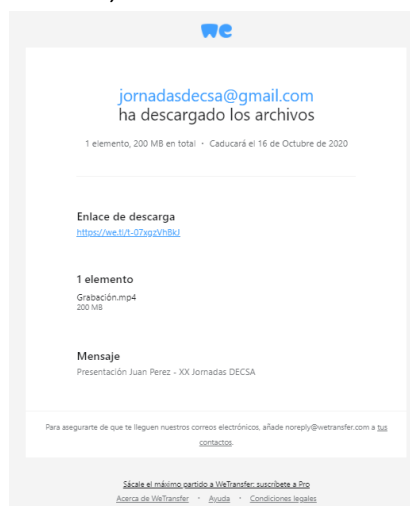 we
jornadasdecsa@gmail.com
ha descargado los archivos
1 elemento, 200 MB en total · Caducará el 16 de Octubre de 2020
Enlace de descarga
https://we.tl/t-07xgzVhBkJ
1 elemento
Grabación.mp4
200 MB
Mensaje
Presentación Juan Perez - XX Jornadas DECSA
Para asegurarte de que te lleguen nuestros correos electrónicos, añade noreply@wetransfer.com a tus
contactos.
Sácale el máximo partido a WeTransfer: suscríbete a Pro
Acerca de WeTransfer · Ayuda · Condiciones legales